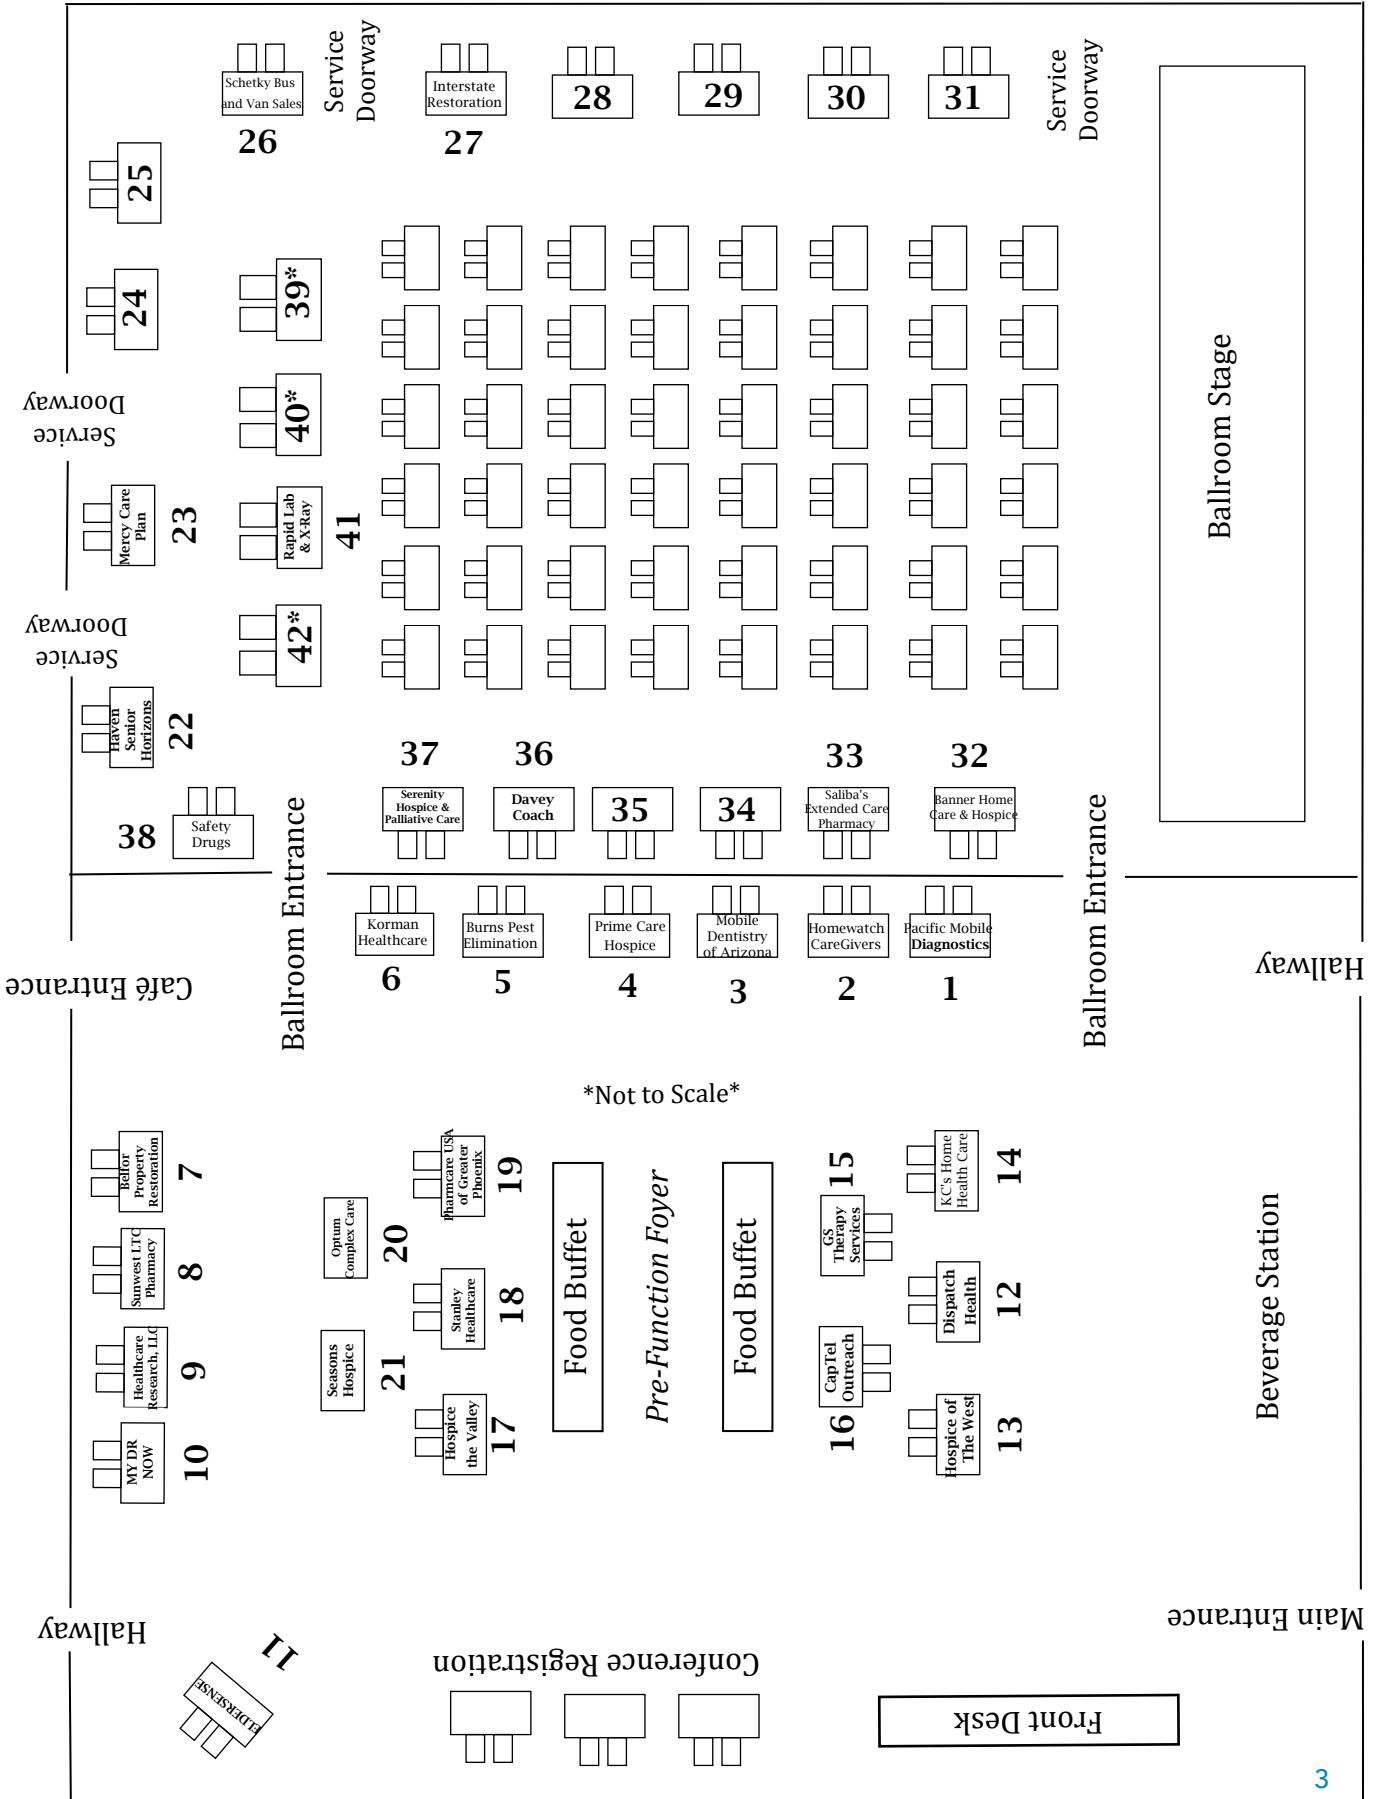 Schetky Bus
and Van Sales
26
Service
Doorway
Interstate
Restoration
27
28
29
30
31
Service
Doorway
25
24
39*
40*
Service
Doorway
Mercy Care
Plan
23
Rapid Lab
& X-Ray
41
Service
Doorway
42*
Haven
Senior
Horizons
22
Ballroom Stage
37
Serenity
Hospice &
Palliative Care
36
Davey
Coach
35
34
33
Saliba's
Extended Care
Pharmacy
32
Banner Home
Care & Hospice
38
Safety
Drugs
Ballroom Entrance
Ballroom Entrance
Korman
Healthcare
6
Burns Pest
Elimination
5
Prime Care
Hospice
4
Mobile
Dentistry
of Arizona
3
Homewatch
CareGivers
2
Pacific Mobile
Diagnostics
1
Café Entrance
Hallway
*Not to Scale*
Belfor
Property
Restoration
7
Sunwest LTC
Pharmacy
8
Healthcare
Research, LLC
9
MY DR
NOW
10
Optum
Complex Care
20
Seasons
Hospice
21
Pharmcare USA
of Greater
Phoenix
19
Stanley
Healthcare
18
Hospice
the Valley
17
Food Buffet
Pre-Function Foyer
Food Buffet
15
GS
Therapy
Services
CapTel
Outreach
16
KC's Home
Health Care
14
Dispatch
Health
12
Hospice of
The West
13
Beverage Station
Hallway
Main Entrance
11
ELDERSENSE
Conference Registration
Front Desk
3